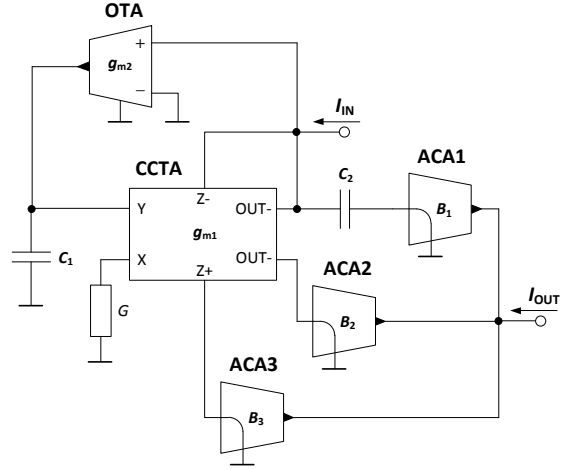 OTA
+
g_m2
−
I_IN
ACA1
CCTA
C_2
Z-
Y
OUT-
B_1
g_m1
C_1
X
OUT-
ACA2
Z+
G
B_2
I_OUT
ACA3
B_3